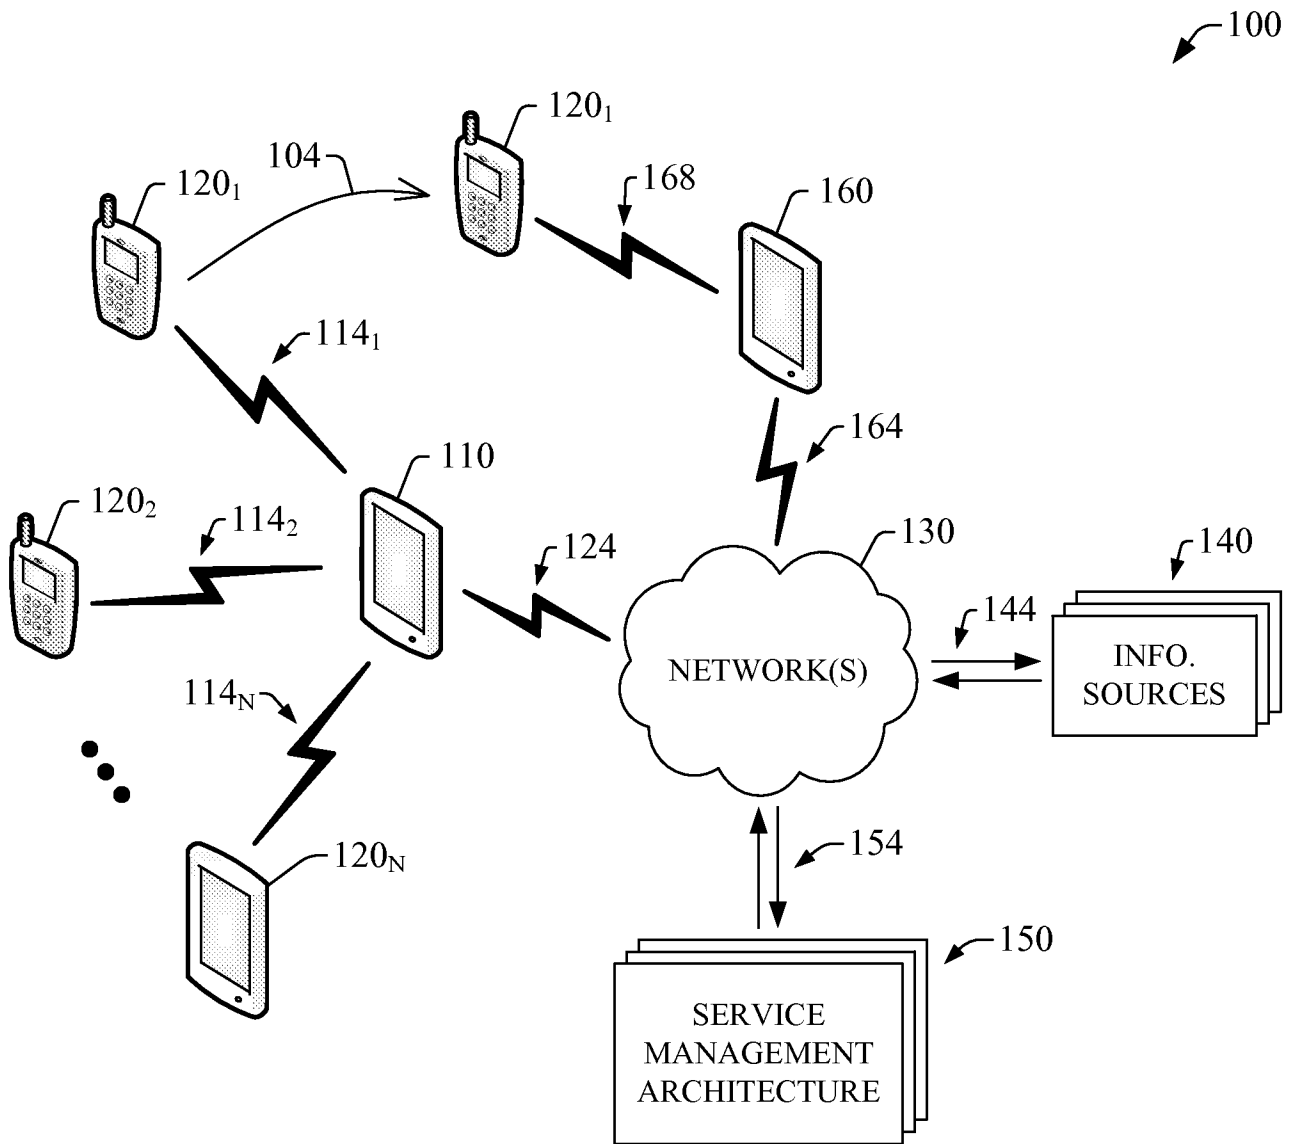 100
120₁
104
120₁
168
160
114₁
164
110
120₂
114₂
124
130
140
144
INFO.
SOURCES
NETWORK(S)
114N
154
120N
150
SERVICE
MANAGEMENT
ARCHITECTURE